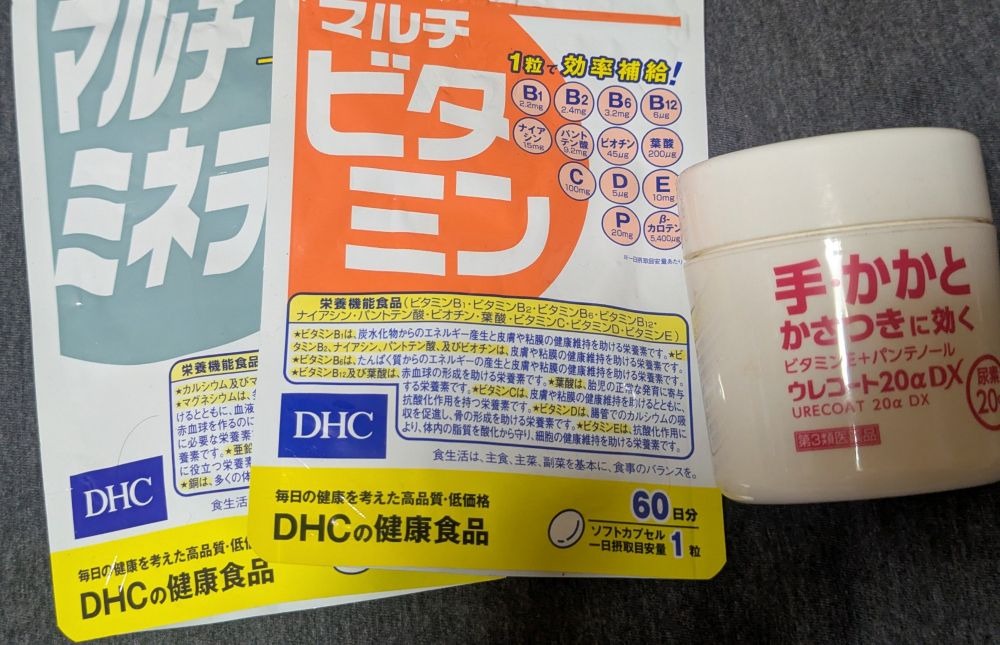 マルチ
ミネラ
栄養機能食品
★カルシウム及びマ
★マグネシウムは、
けるとともに、血液
赤血球を作るのに
に必要な栄養素
養素です。★亜鉛
に役立つ栄養素
★銅は、多くの体
食生活
DHC
毎日の健康を考えた高品質・低価
DHCの健康食品
マルチ
ビタ
ミン
1粒で効率補給!
B1 2.2mg
B2 2.4mg
B6 3.2mg
B12 6μg
ナイアシン 15mg
パントテン酸 9.2mg
ビオチン 45μg
葉酸 200μg
C 100mg
D 5μg
E 10mg
P 20mg
β-カロテン 5,400μg
※一日摂取目安量あたり
栄養機能食品(ビタミンB1・ビタミンB2・ビタミンB6・ビタミンB12・
ナイアシン・パントテン酸・ビオチン・葉酸・ビタミンC・ビタミンD・ビタミンE)
★ビタミンB1は、炭水化物からのエネルギー産生と皮膚や粘膜の健康維持を助ける栄養素です。★ビ
タミンB2、ナイアシン、パントテン酸、及びビオチンは、皮膚や粘膜の健康維持を助ける栄養素です。
★ビタミンB6は、たんぱく質からのエネルギーの産生と皮膚や粘膜の健康維持を助ける栄養素です。
★ビタミンB12及び葉酸は、赤血球の形成を助ける栄養素です。★葉酸は、胎児の正常な発育に寄与
する栄養素です。★ビタミンCは、皮膚や粘膜の健康維持を助けるとともに、
抗酸化作用を持つ栄養素です。★ビタミンDは、腸管でのカルシウムの吸
収を促進し、骨の形成を助ける栄養素です。★ビタミンEは、抗酸化作用に
より、体内の脂質を酸化から守り、細胞の健康維持を助ける栄養素です。
DHC
食生活は、主食、主菜、副菜を基本に、食事のバランスを。
毎日の健康を考えた高品質・低価格
DHCの健康食品
60日分
ソフトカプセル
一日摂取目安量 1粒
手・かかと
かさつきに効く
ビタミンE+パンテノール
ウレコート20αDX
URECOAT 20α DX
第3類医薬品
尿素
20